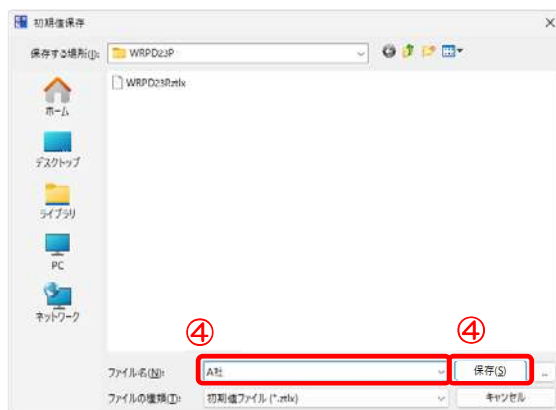 初期値保存
保存する場所(I): WRPD23P
WRPD23P.ztlx
ホーム
デスクトップ
ライブラリ
PC
ネットワーク
④ ④
ファイル名(N): A社 保存(S) ...
ファイルの種類(T): 初期値ファイル (*.ztlx) キャンセル